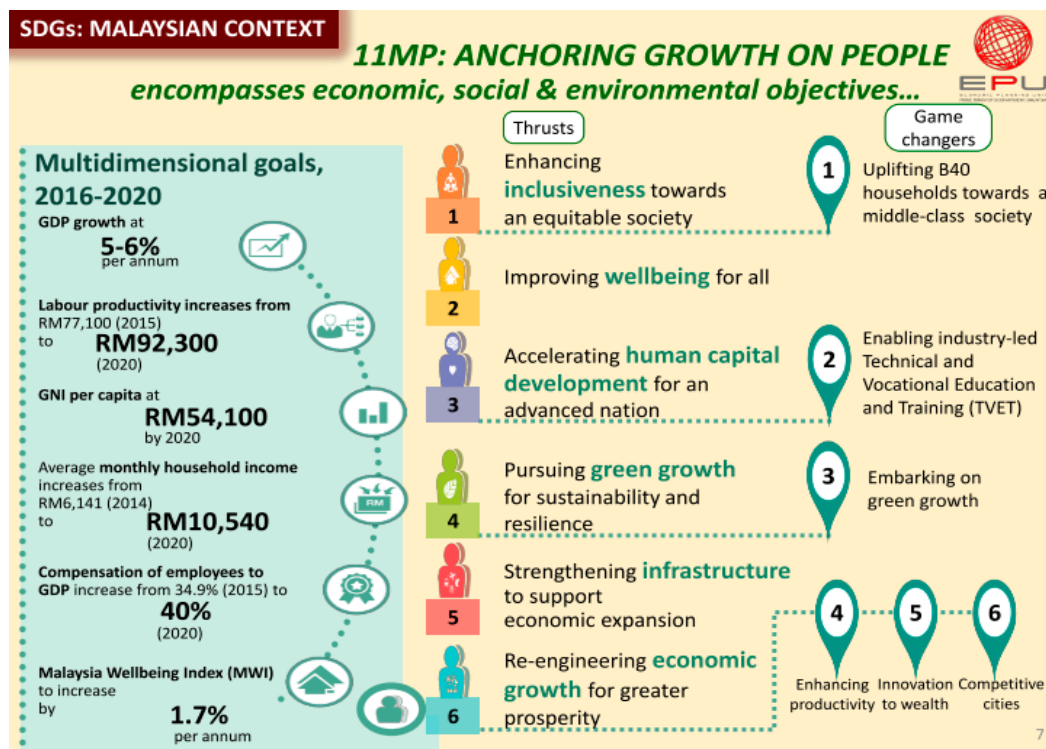 SDGs: MALAYSIAN CONTEXT
11MP: ANCHORING GROWTH ON PEOPLE
encompasses economic, social & environmental objectives…
EPU
Multidimensional goals,
2016-2020
GDP growth at
5-6%
per annum
Labour productivity increases from
RM77,100 (2015)
to RM92,300
(2020)
GNI per capita at
RM54,100
by 2020
Average monthly household income
increases from
RM6,141 (2014)
to RM10,540
(2020)
RM
Compensation of employees to
GDP increase from 34.9% (2015) to
40%
(2020)
Malaysia Wellbeing Index (MWI)
to increase
by 1.7%
per annum
Thrusts
1
Enhancing
inclusiveness towards
an equitable society
2
Improving wellbeing for all
3
Accelerating human capital
development for an
advanced nation
4
Pursuing green growth
for sustainability and
resilience
5
Strengthening infrastructure
to support
economic expansion
6
Re-engineering economic
growth for greater
prosperity
Game
changers
1
Uplifting B40
households towards a
middle-class society
2
Enabling industry-led
Technical and
Vocational Education
and Training (TVET)
3
Embarking on
green growth
4
Enhancing
productivity
5
Innovation
to wealth
6
Competitive
cities
7